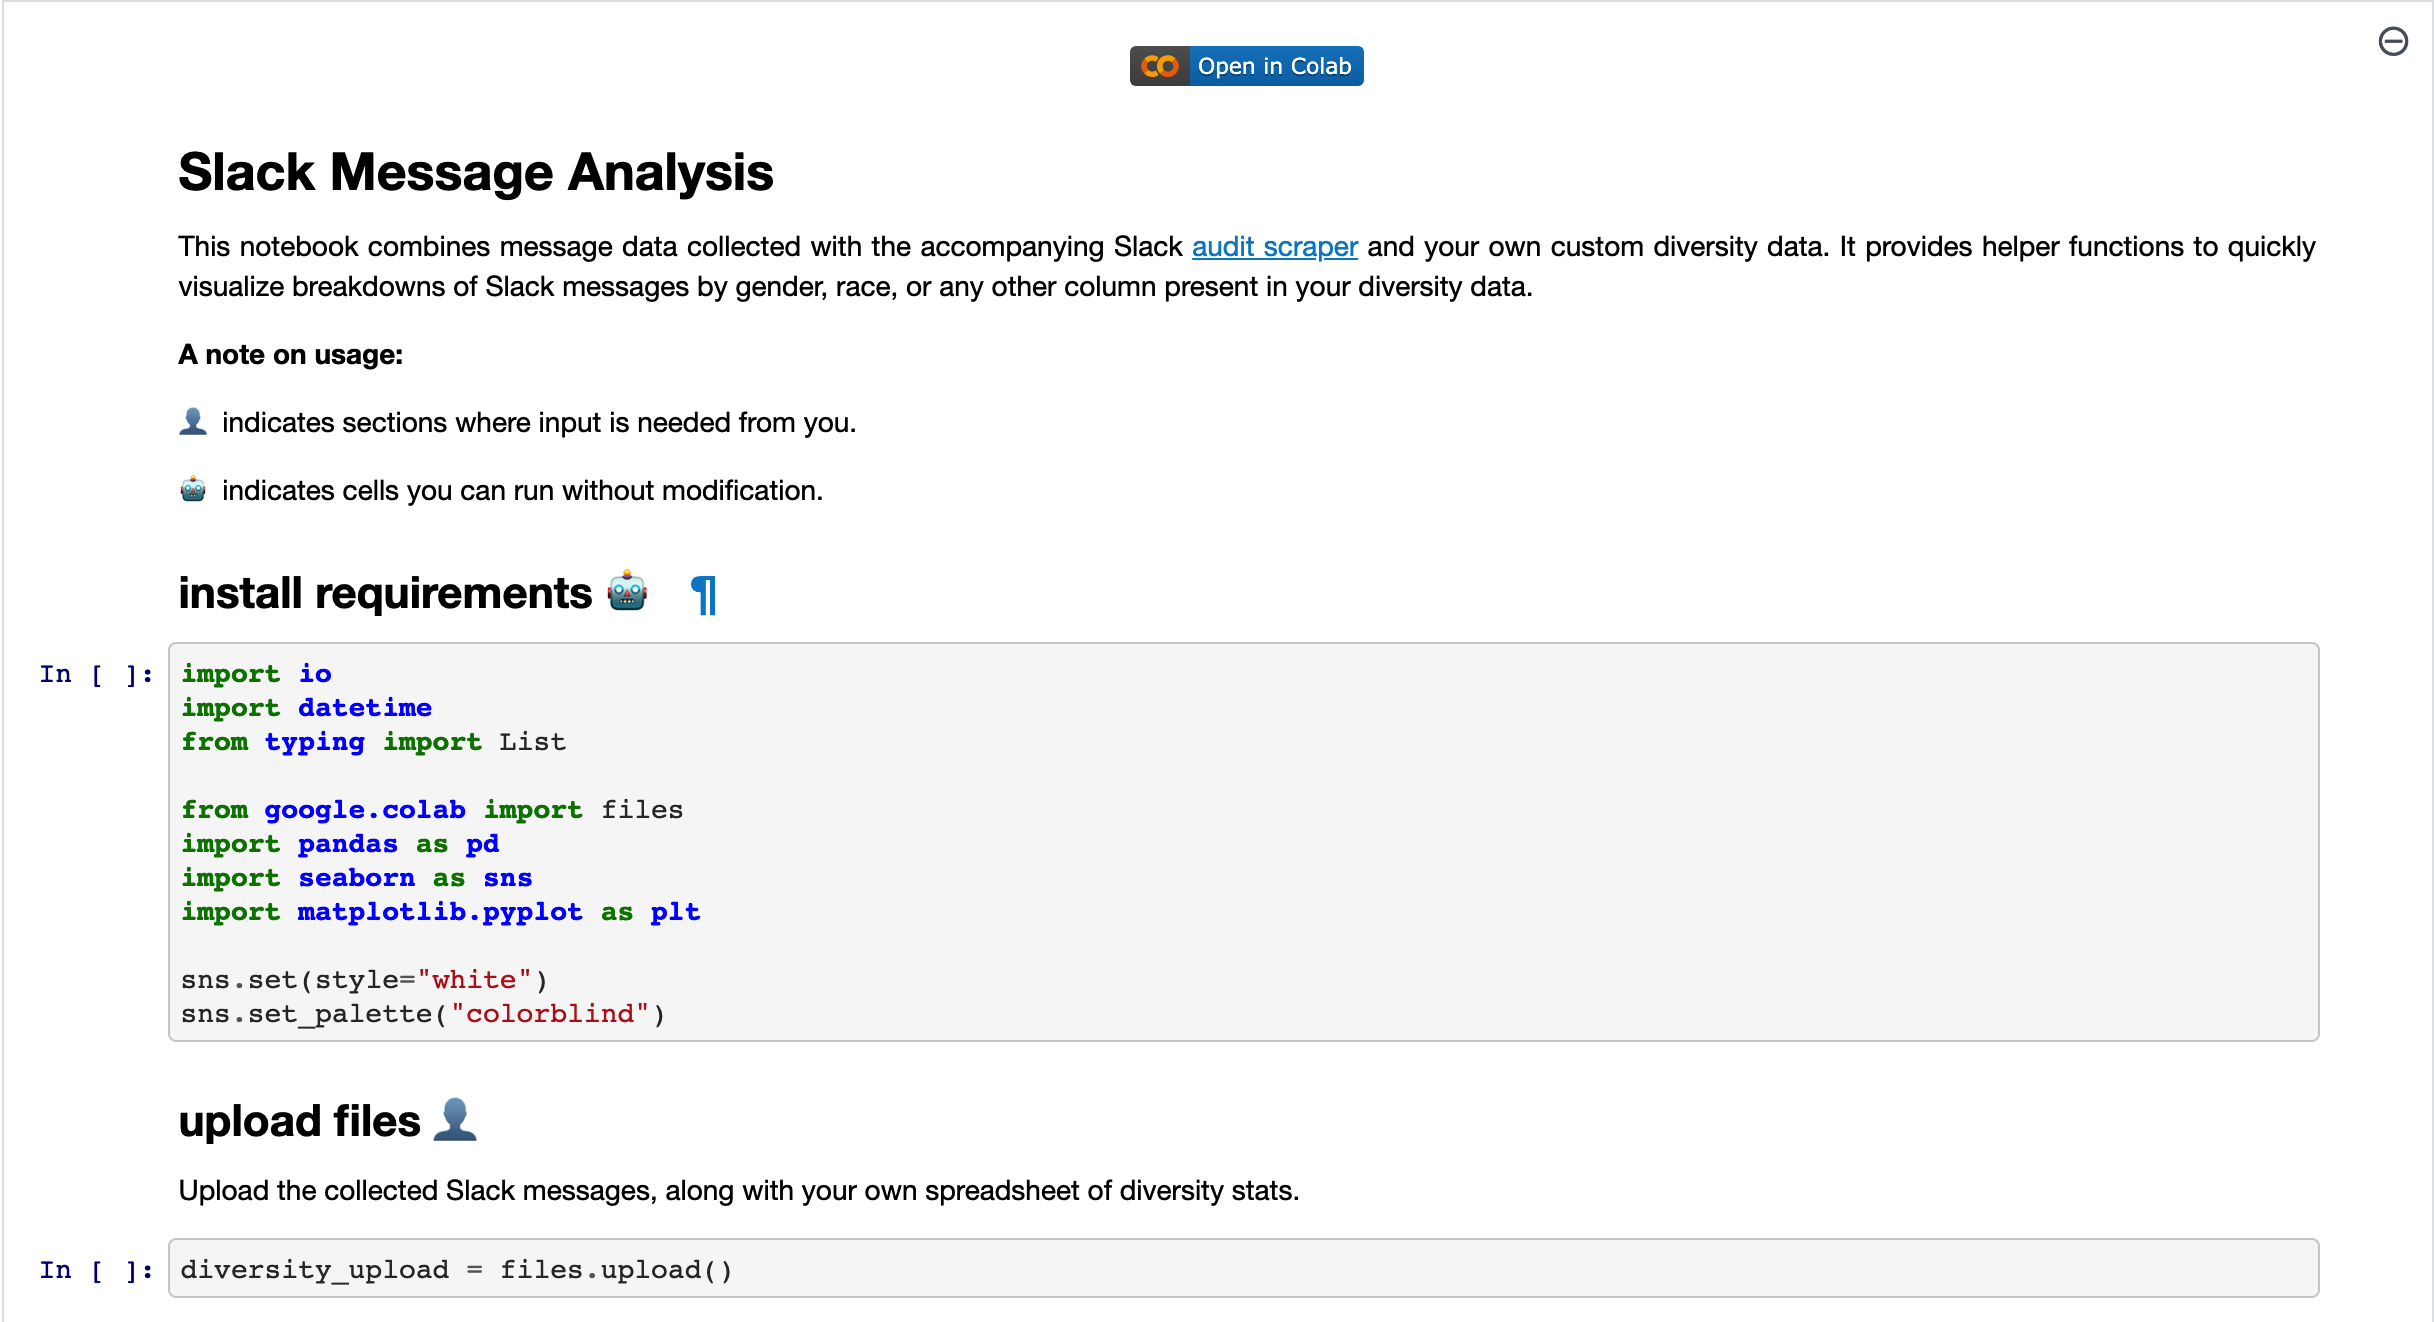 Open in Colab
Slack Message Analysis
This notebook combines message data collected with the accompanying Slack audit scraper and your own custom diversity data. It provides helper functions to quickly
visualize breakdowns of Slack messages by gender, race, or any other column present in your diversity data.
A note on usage:
👤 indicates sections where input is needed from you.
🤖 indicates cells you can run without modification.
install requirements 🤖 ¶
In [ ]: import io
import datetime
from typing import List
from google.colab import files
import pandas as pd
import seaborn as sns
import matplotlib.pyplot as plt
sns.set(style="white")
sns.set_palette("colorblind")
upload files 👤
Upload the collected Slack messages, along with your own spreadsheet of diversity stats.
In [ ]: diversity_upload = files.upload()